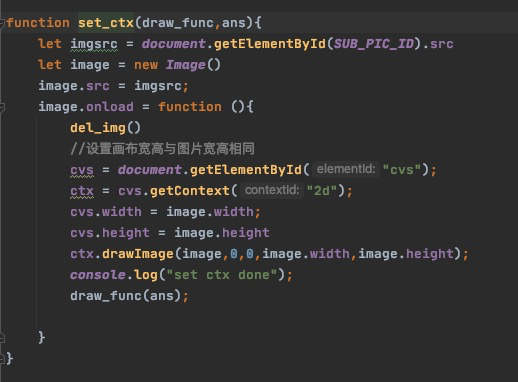 function set_ctx(draw_func,ans){
let imgsrc = document.getElementById(SUB_PIC_ID).src
let image = new Image()
image.src = imgsrc;
image.onload = function (){
del_img()
//设置画布宽高与图片宽高相同
cvs = document.getElementById( elementId: "cvs");
ctx = cvs.getContext( contextId: "2d");
cvs.width = image.width;
cvs.height = image.height
ctx.drawImage(image,0,0,image.width,image.height);
console.log("set ctx done");
draw_func(ans);
}
}